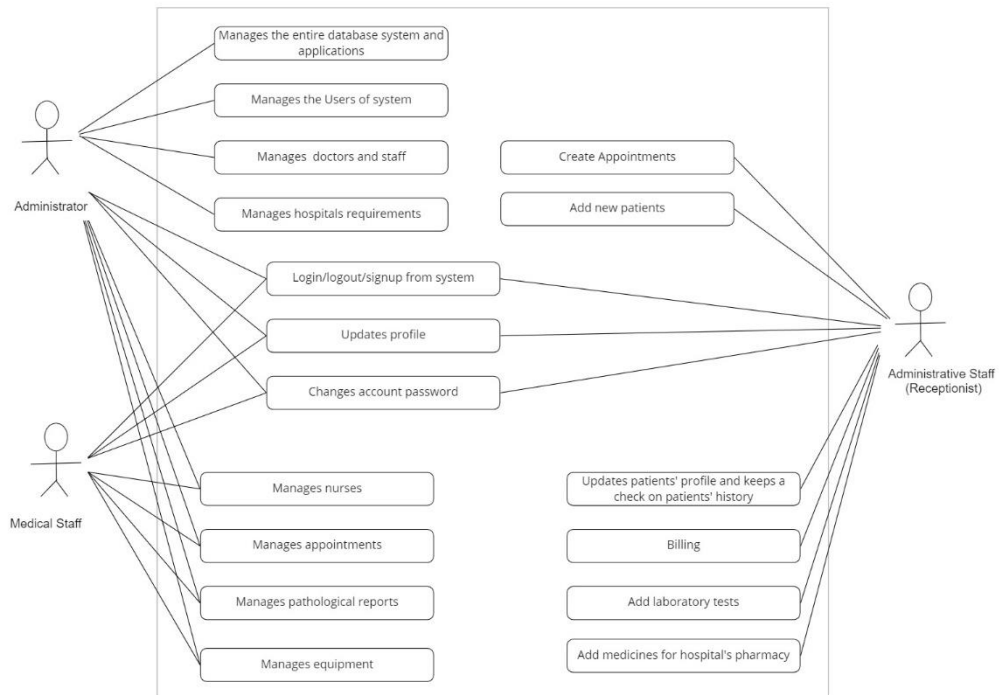 Manages the entire database system and
applications
Manages the Users of system
Manages doctors and staff
Create Appointments
Administrator
Manages hospitals requirements
Add new patients
Login/logout/signup from system
Updates profile
Administrative Staff
(Receptionist)
Changes account password
Medical Staff
Manages nurses
Updates patients' profile and keeps a
check on patients' history
Manages appointments
Billing
Manages pathological reports
Add laboratory tests
Manages equipment
Add medicines for hospital's pharmacy